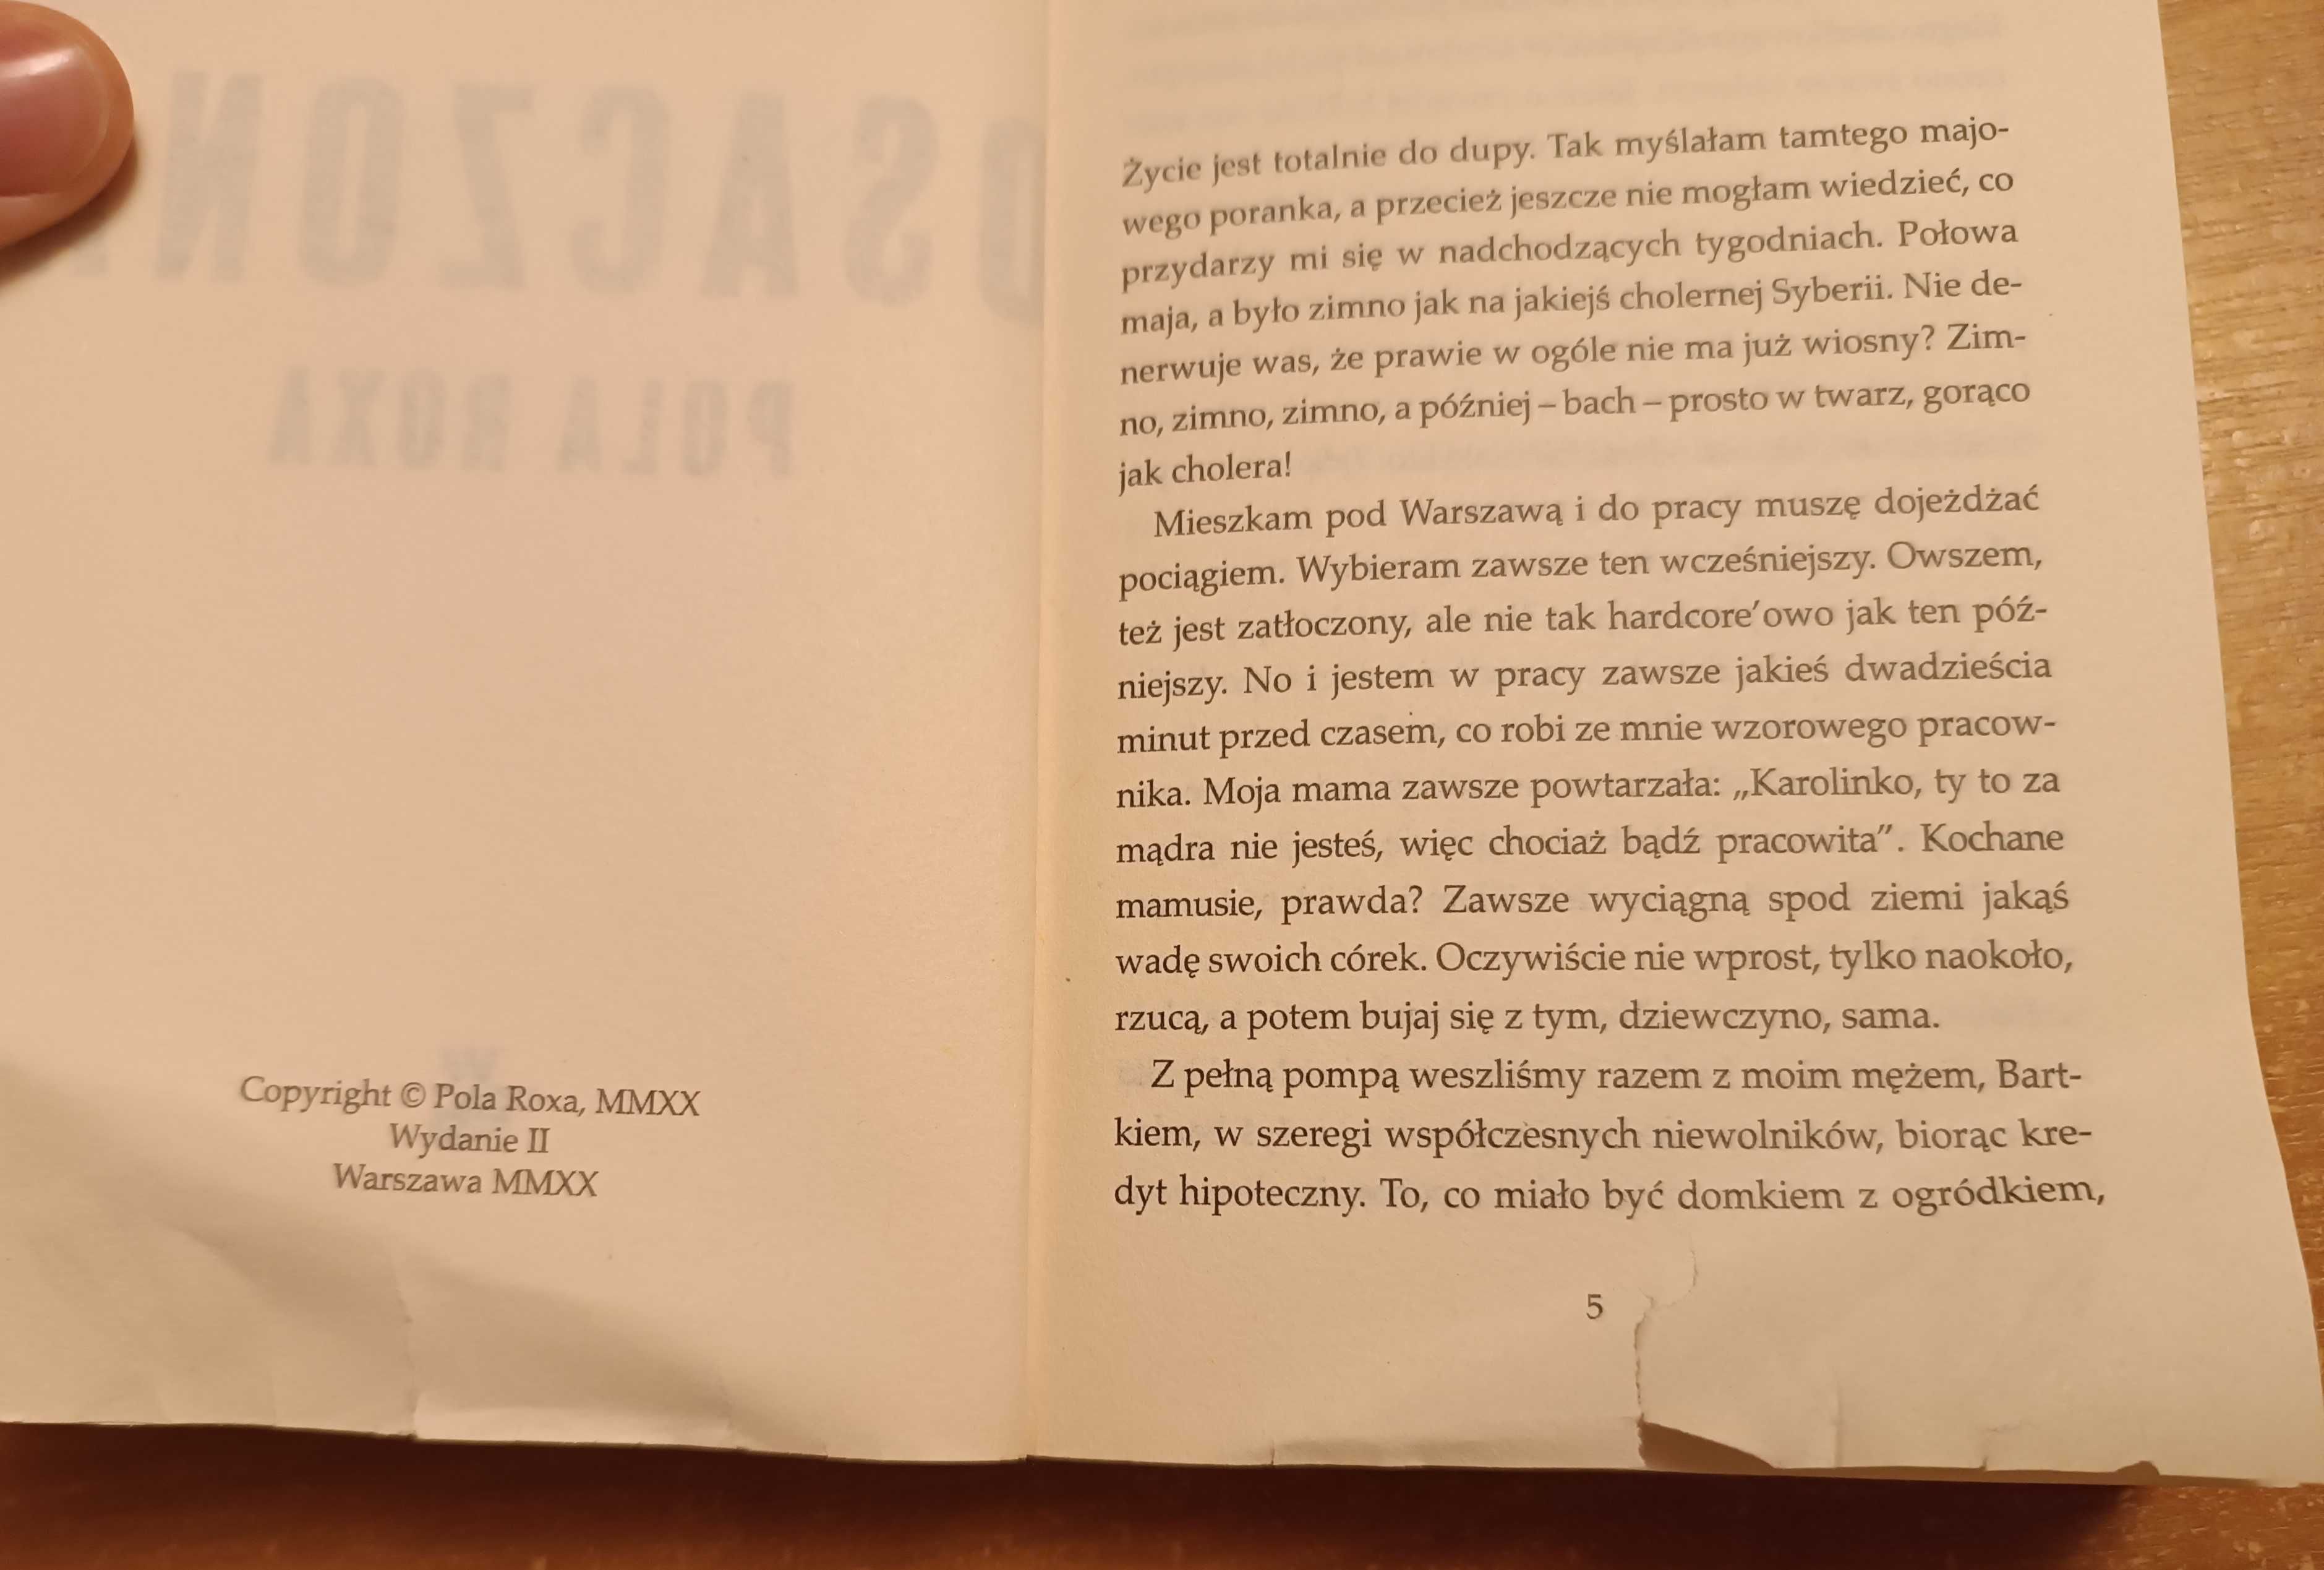 POLA ROXA
Copyright © Pola Roxa, MMXX
Wydanie II
Warszawa MMXX
Życie jest totalnie do dupy. Tak myślałam tamtego majo-
wego poranka, a przecież jeszcze nie mogłam wiedzieć, co
przydarzy mi się w nadchodzących tygodniach. Połowa
maja, a było zimno jak na jakiejś cholernej Syberii. Nie de-
nerwuje was, że prawie w ogóle nie ma już wiosny? Zim-
no, zimno, zimno, a później – bach – prosto w twarz, gorąco
jak cholera!
Mieszkam pod Warszawą i do pracy muszę dojeżdżać
pociągiem. Wybieram zawsze ten wcześniejszy. Owszem,
też jest zatłoczony, ale nie tak hardcore'owo jak ten póź-
niejszy. No i jestem w pracy zawsze jakieś dwadzieścia
minut przed czasem, co robi ze mnie wzorowego pracow-
nika. Moja mama zawsze powtarzała: „Karolinko, ty to za
mądra nie jesteś, więc chociaż bądź pracowita”. Kochane
mamusie, prawda? Zawsze wyciągną spod ziemi jakąś
wadę swoich córek. Oczywiście nie wprost, tylko naokoło,
rzucą, a potem bujaj się z tym, dziewczyno, sama.
Z pełną pompą weszliśmy razem z moim mężem, Bart-
kiem, w szeregi współczesnych niewolników, biorąc kre-
dyt hipoteczny. To, co miało być domkiem z ogródkiem,
5